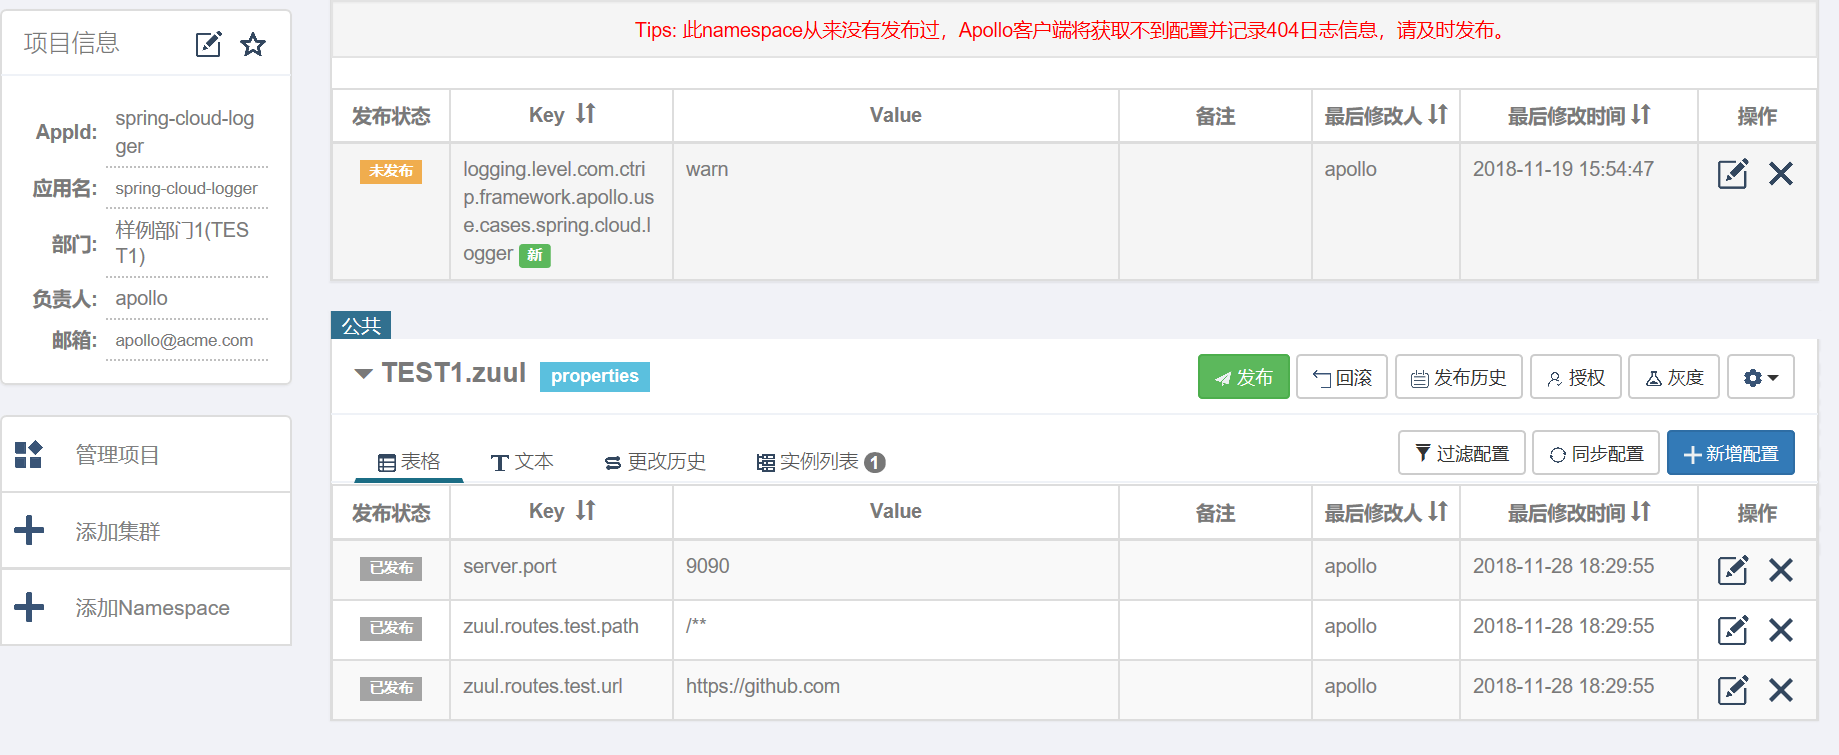 项目信息
AppId:
spring-cloud-log
ger
应用名:
spring-cloud-logger
部门:
样例部门1(TES
T1)
负责人:
apollo
邮箱:
apollo@acme.com
管理项目
添加集群
添加Namespace
Tips: 此namespace从来没有发布过，Apollo客户端将获取不到配置并记录404日志信息，请及时发布。
发布状态 Key Value 备注 最后修改人 最后修改时间 操作
未发布 logging.level.com.ctri warn apollo 2018-11-19 15:54:47
p.framework.apollo.us
e.cases.spring.cloud.l
ogger 新
公共
TEST1.zuul properties 发布 回滚 发布历史 授权 灰度
表格 文本 更改历史 实例列表 1 过滤配置 同步配置 新增配置
发布状态 Key Value 备注 最后修改人 最后修改时间 操作
已发布 server.port 9090 apollo 2018-11-28 18:29:55
已发布 zuul.routes.test.path /** apollo 2018-11-28 18:29:55
已发布 zuul.routes.test.url https://github.com apollo 2018-11-28 18:29:55